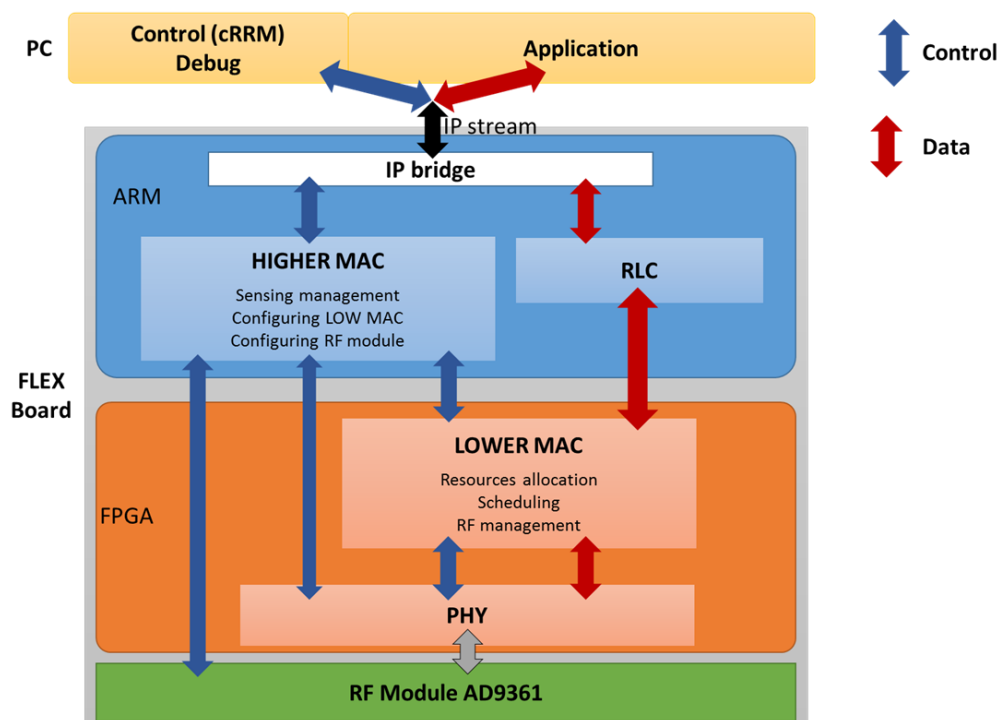 PC
Control (cRRM)
Debug
Application
Control
Data
IP stream
IP bridge
ARM
HIGHER MAC
Sensing management
Configuring LOW MAC
Configuring RF module
RLC
FLEX
Board
FPGA
LOWER MAC
Resources allocation
Scheduling
RF management
PHY
RF Module AD9361